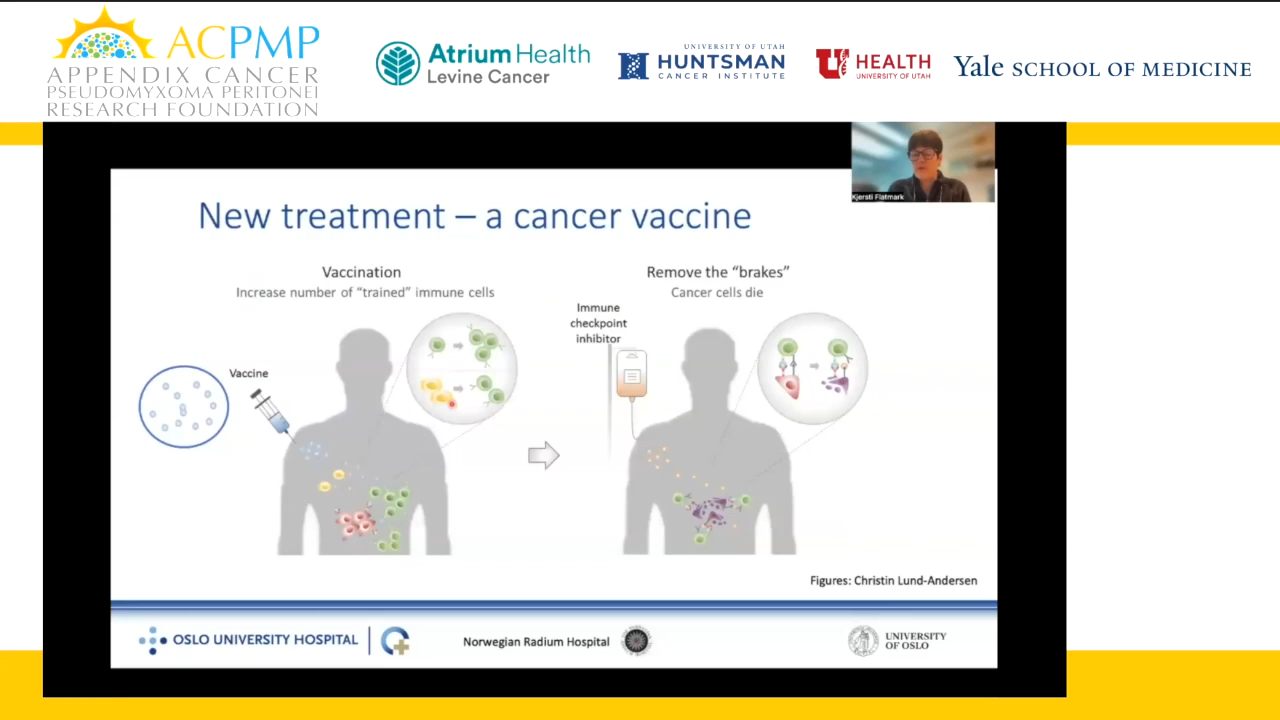 ACPMP
APPENDIX CANCER
PSEUDOMYXOMA PERITONEI
RESEARCH FOUNDATION
Atrium Health
Levine Cancer
UNIVERSITY OF UTAH
HUNTSMAN
CANCER INSTITUTE
U
HEALTH
UNIVERSITY OF UTAH
Yale SCHOOL OF MEDICINE
Kjersti Flatmark
New treatment – a cancer vaccine
Vaccination
Increase number of “trained” immune cells
Remove the “brakes”
Cancer cells die
Immune
checkpoint
inhibitor
Vaccine
Figures: Christin Lund-Andersen
OSLO UNIVERSITY HOSPITAL
Norwegian Radium Hospital
UNIVERSITY
OF OSLO